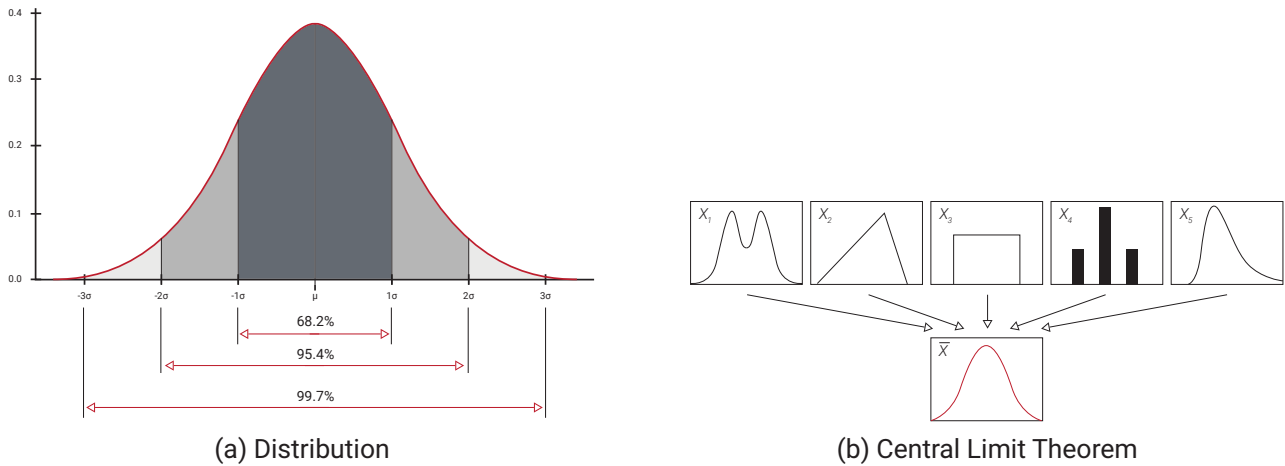 0.4
0.3
0.2
0.1
0.0
-3σ -2σ -1σ μ 1σ 2σ 3σ
68.2%
95.4%
99.7%
(a) Distribution
X₁ X₂ X₃ X₄ X₅
X̅
(b) Central Limit Theorem